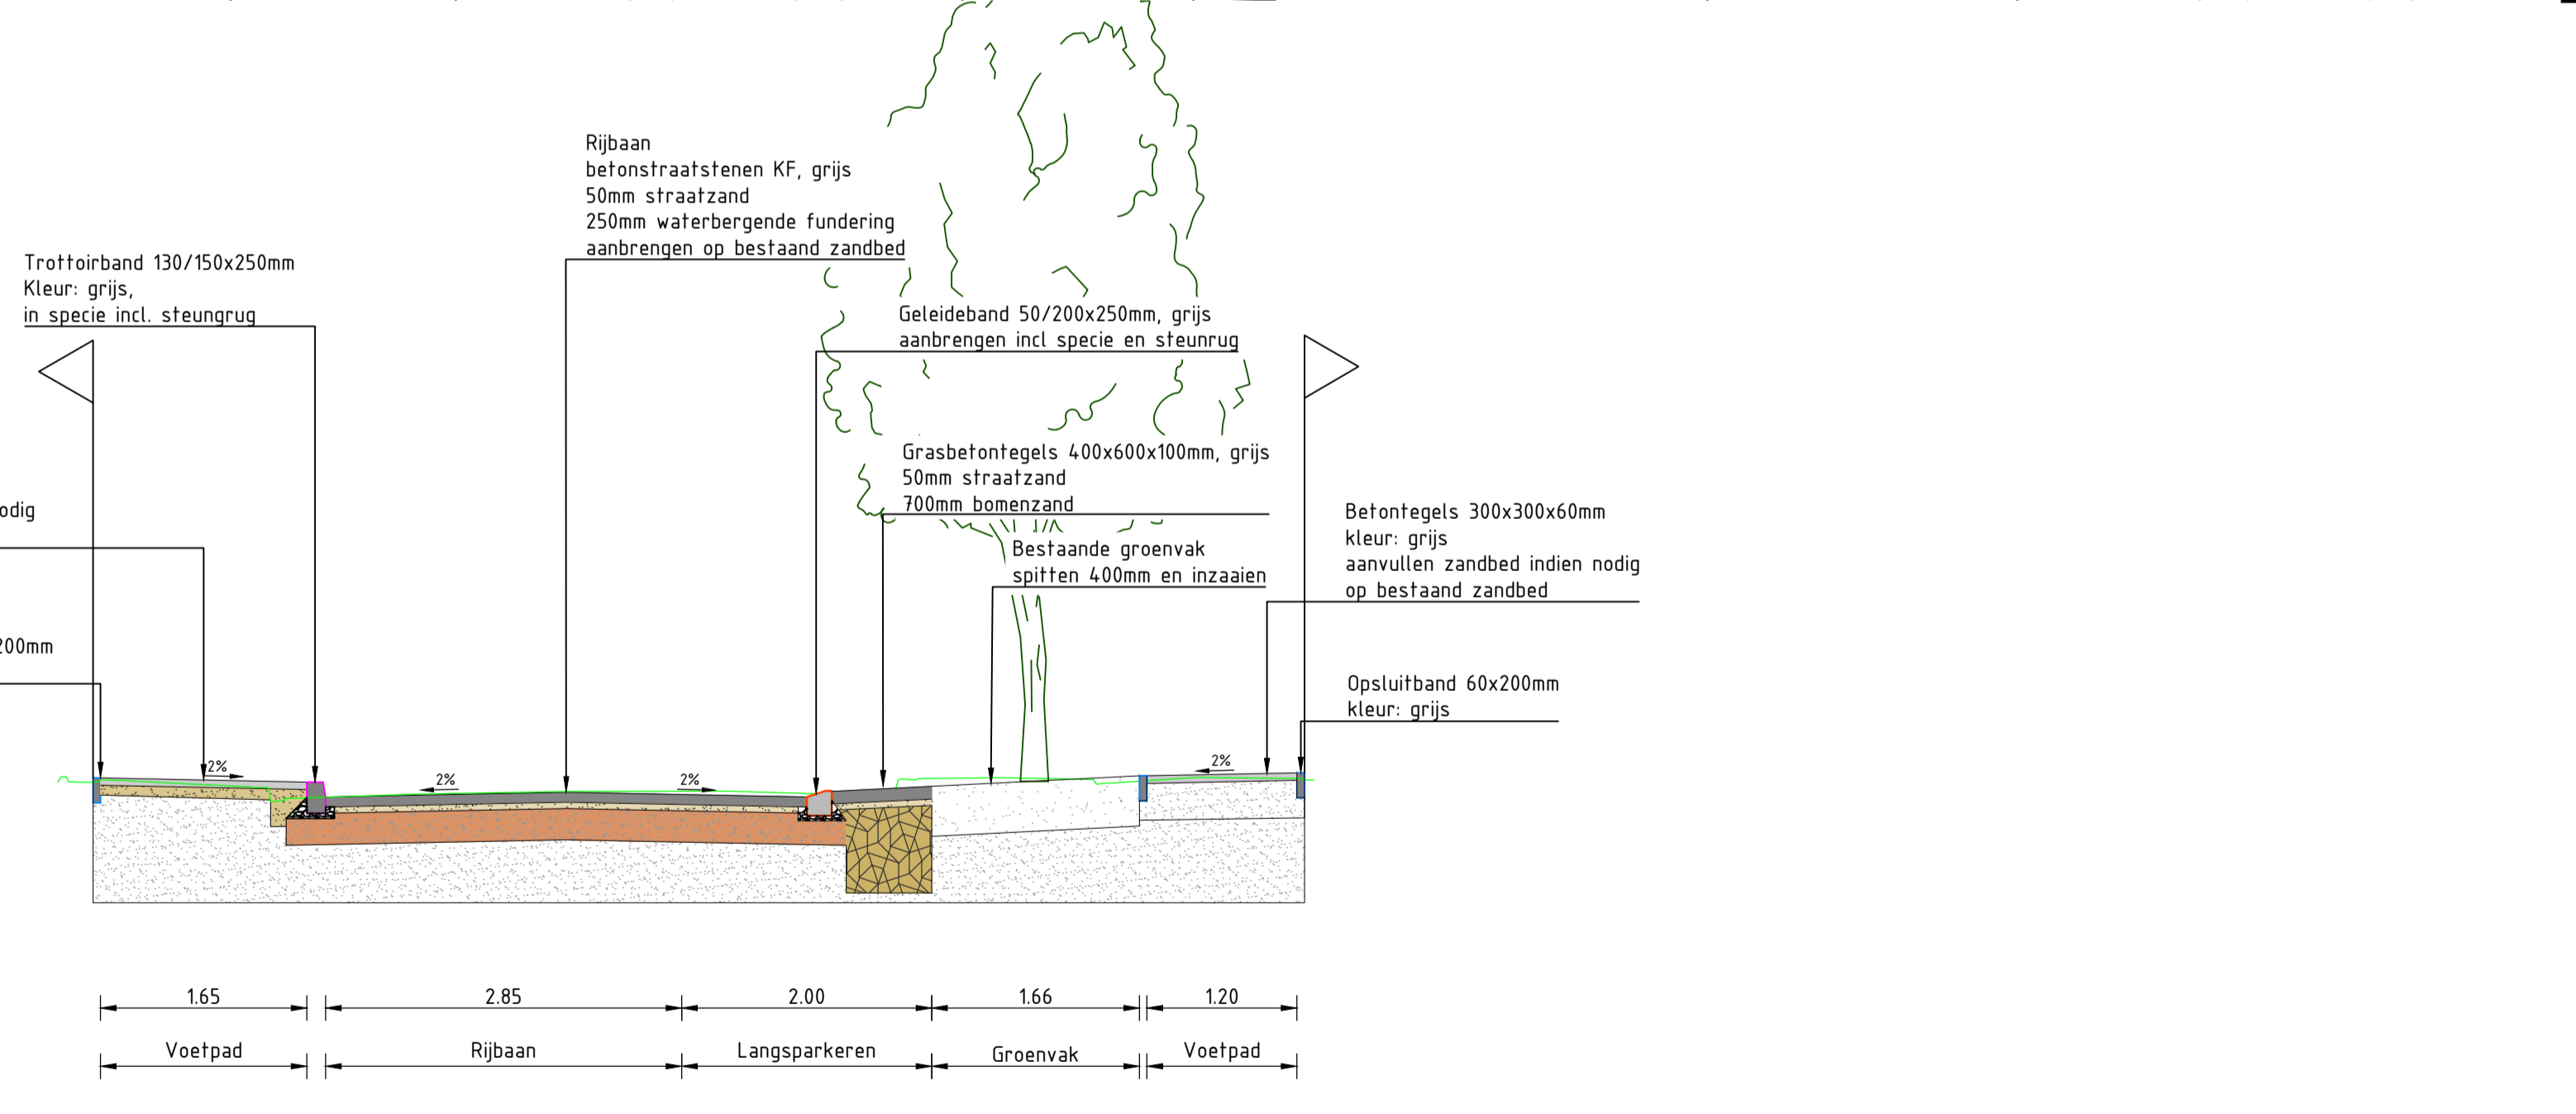 Rijbaan
betonstraatstenen KF, grijs
50mm straatzand
250mm waterbergende fundering
aanbrengen op bestaand zandbed
Trottoirband 130/150x250mm
Kleur: grijs,
in specie incl. steungrug
Geleideband 50/200x250mm, grijs
aanbrengen incl specie en steunrug
Grasbetontegels 400x600x100mm, grijs
50mm straatzand
700mm bomenzand
odig
Bestaande groenvak
spitten 400mm en inzaaien
Betontegels 300x300x60mm
kleur: grijs
aanvullen zandbed indien nodig
op bestaand zandbed
200mm
Opsluitband 60x200mm
kleur: grijs
2%
2%
2%
2%
1.65
2.85
2.00
1.66
1.20
Voetpad
Rijbaan
Langsparkeren
Groenvak
Voetpad